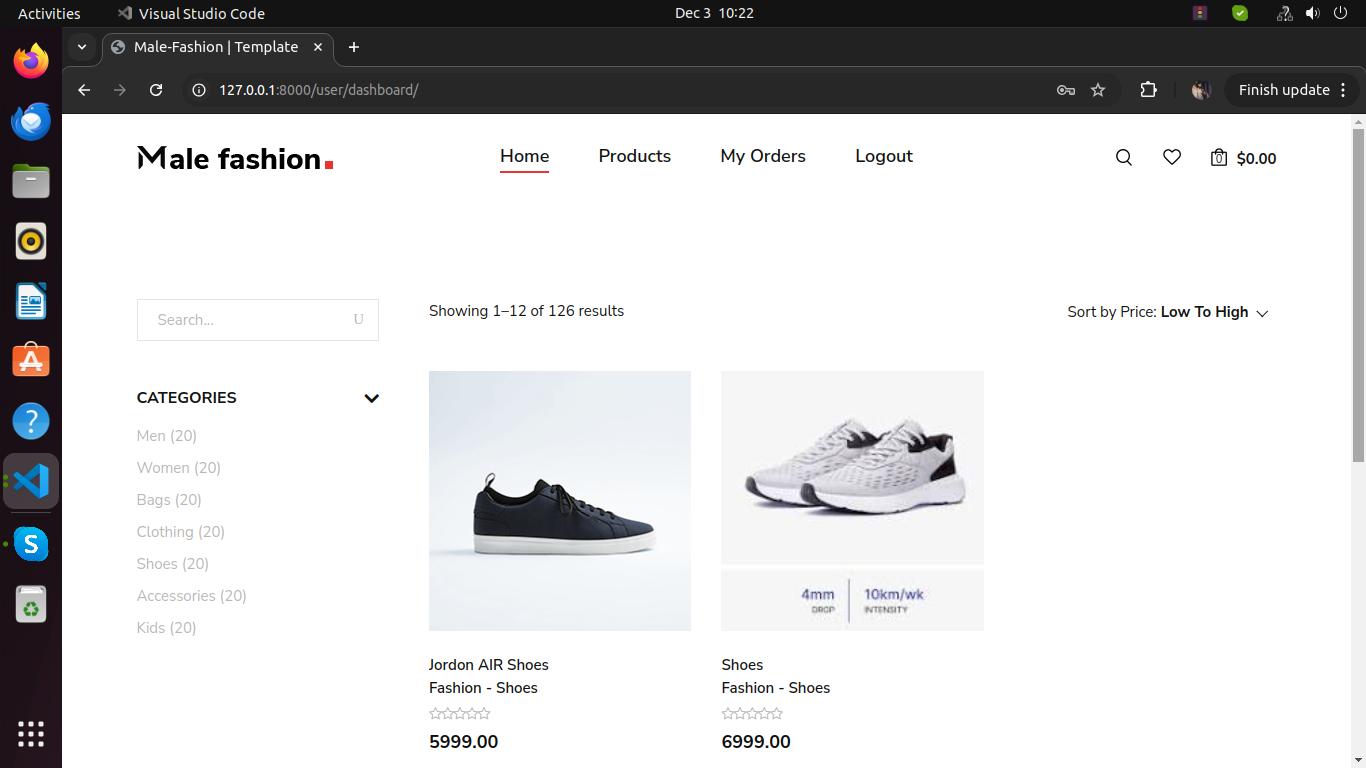 Activities
Visual Studio Code
Dec 3 10:22
Male-Fashion | Template
127.0.0.1:8000/user/dashboard/
Finish update
Male fashion
Home
Products
My Orders
Logout
0
$0.00
Search...
U
Showing 1–12 of 126 results
Sort by Price: Low To High
CATEGORIES
Men (20)
Women (20)
Bags (20)
Clothing (20)
Shoes (20)
Accessories (20)
Kids (20)
4mm
DROP
10km/wk
INTENSITY
Jordon AIR Shoes
Fashion - Shoes
5999.00
Shoes
Fashion - Shoes
6999.00